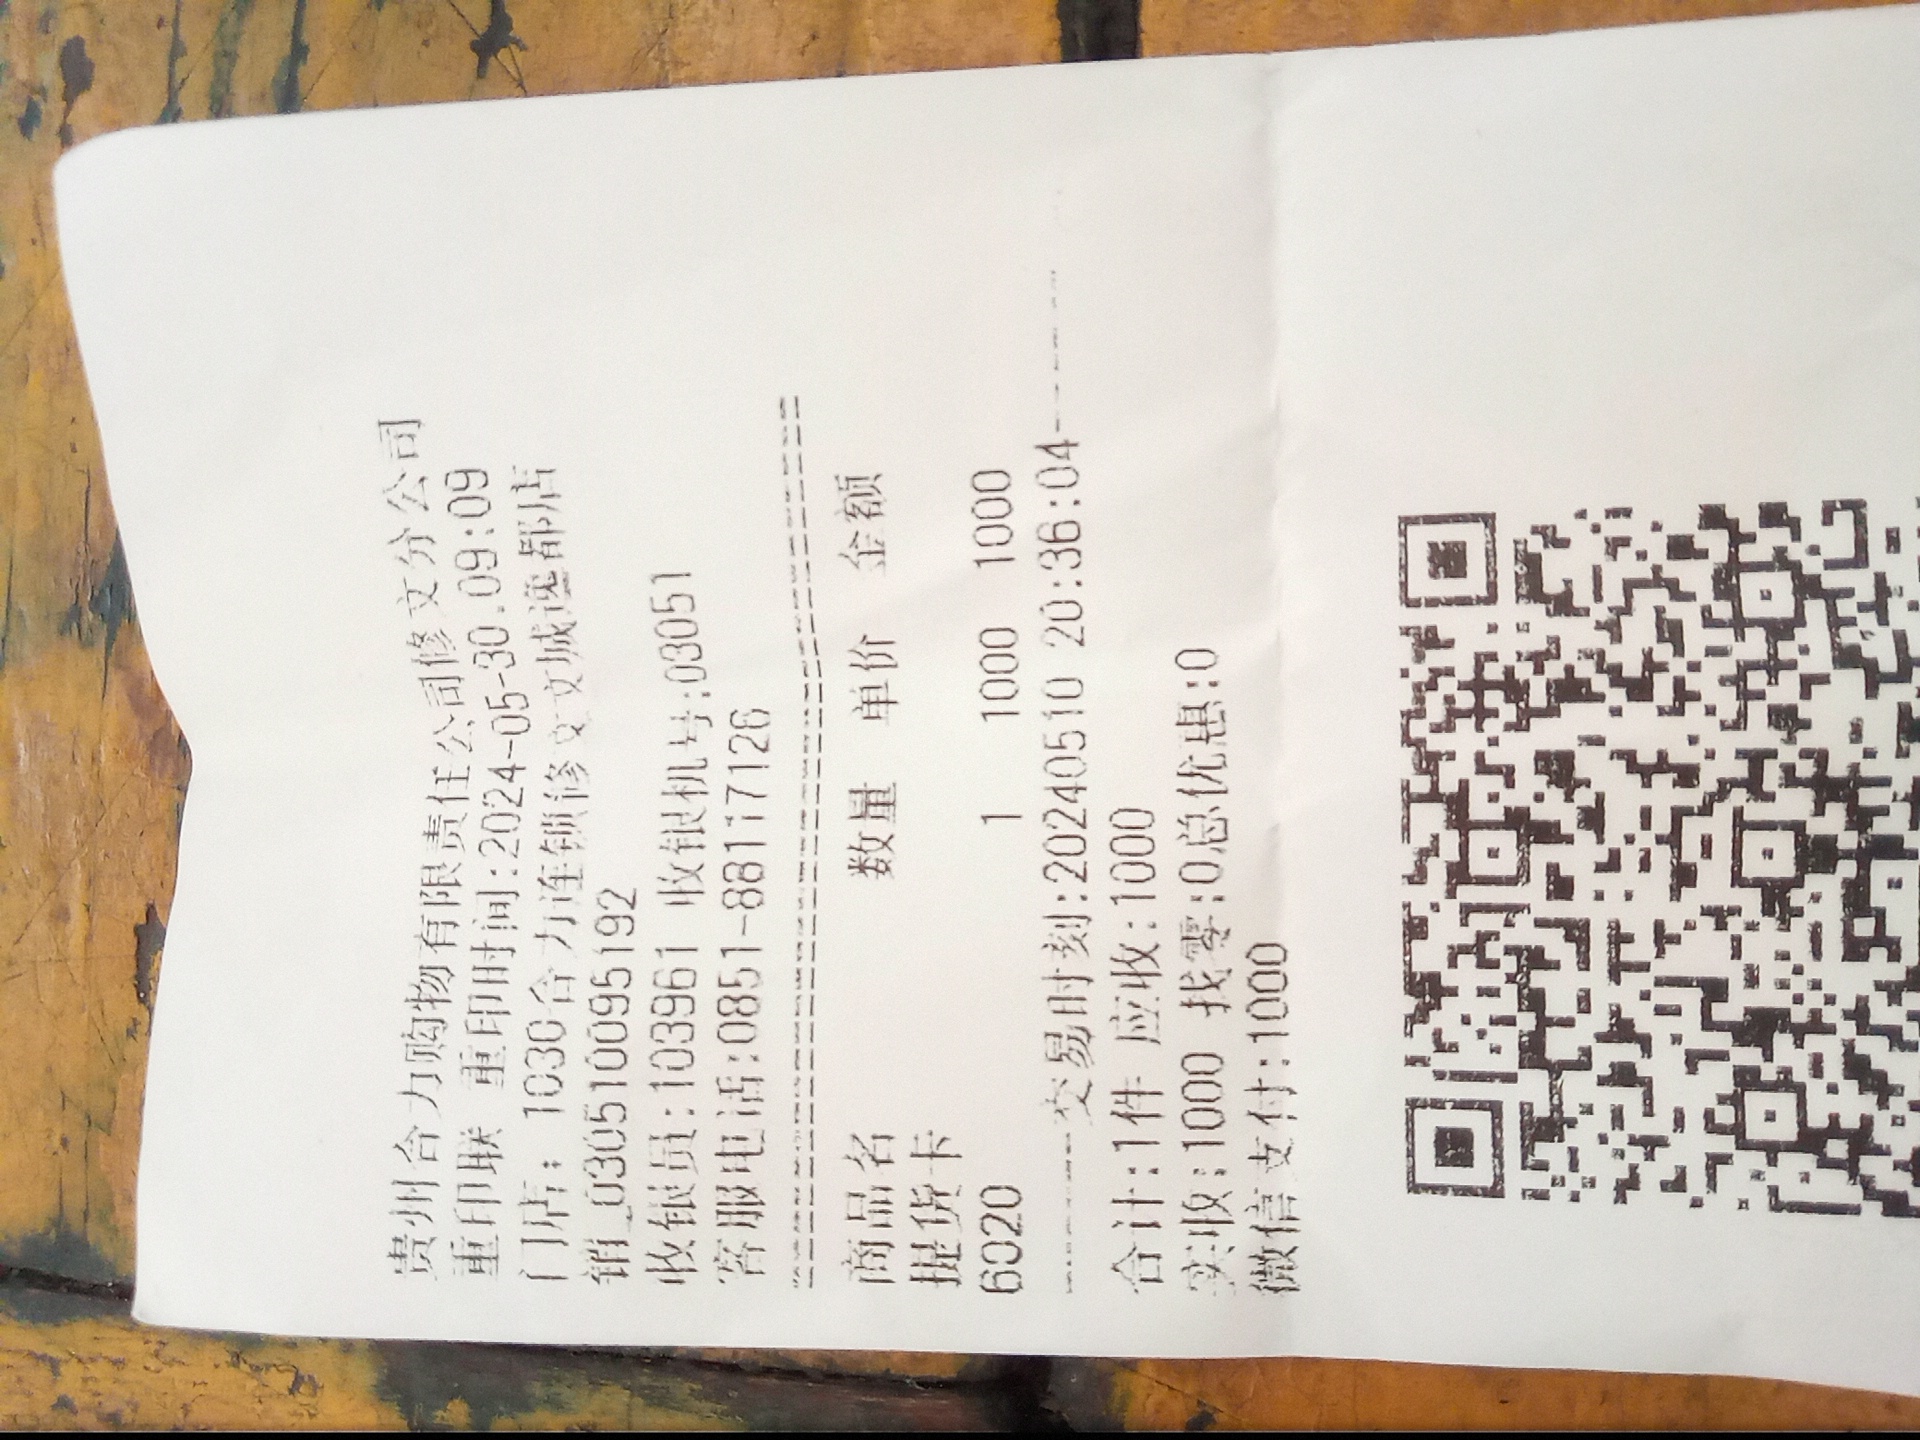 贵州合力购物有限责任公司修文分公司
重印联 重印时间:2024-05-30.09:09
门店: 1030合力连锁修文文城逸都店
销_030510095192
收银员:103961 收银机号:03051
客服电话:0851-88177126
商品名 数量 单价 金额
提货卡
6020 1 1000 1000
交易时刻:20240510 20:36:04
合计:1件 应收:1000
实收:1000 找零:0总优惠:0
微信支付:1000